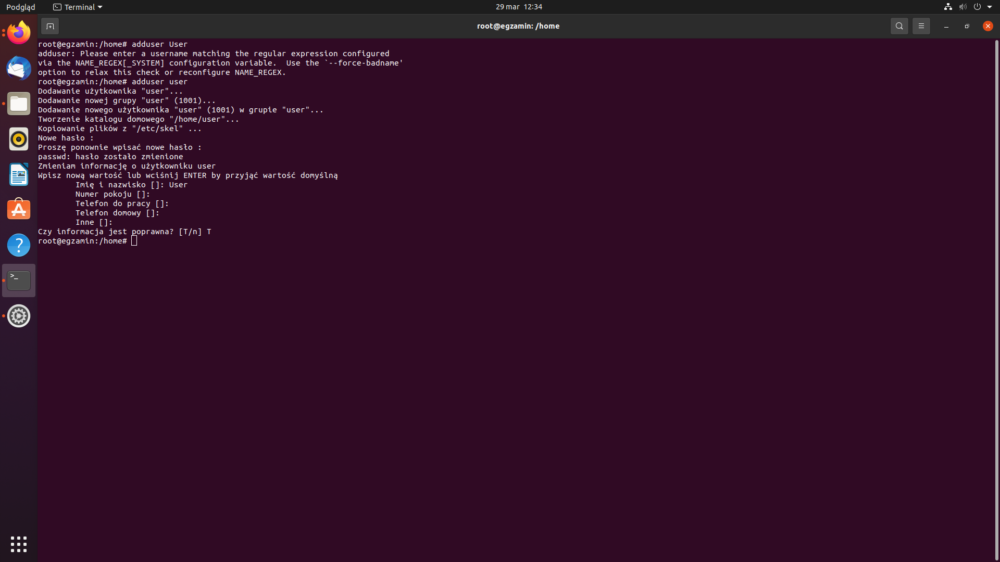 Podgląd
Terminal
29 mar 12:34
root@egzamin: /home
root@egzamin:/home# adduser User
adduser: Please enter a username matching the regular expression configured
via the NAME_REGEX[_SYSTEM] configuration variable.  Use the `--force-badname'
option to relax this check or reconfigure NAME_REGEX.
root@egzamin:/home# adduser user
Dodawanie użytkownika "user"...
Dodawanie nowej grupy "user" (1001)...
Dodawanie nowego użytkownika "user" (1001) w grupie "user"...
Tworzenie katalogu domowego "/home/user"...
Kopiowanie plików z "/etc/skel" ...
Nowe hasło :
Proszę ponownie wpisać nowe hasło :
passwd: hasło zostało zmienione
Zmieniam informację o użytkowniku user
Wpisz nową wartość lub wciśnij ENTER by przyjąć wartość domyślną
Imię i nazwisko []: User
Numer pokoju []:
Telefon do pracy []:
Telefon domowy []:
Inne []:
Czy informacja jest poprawna? [T/n] T
root@egzamin:/home#